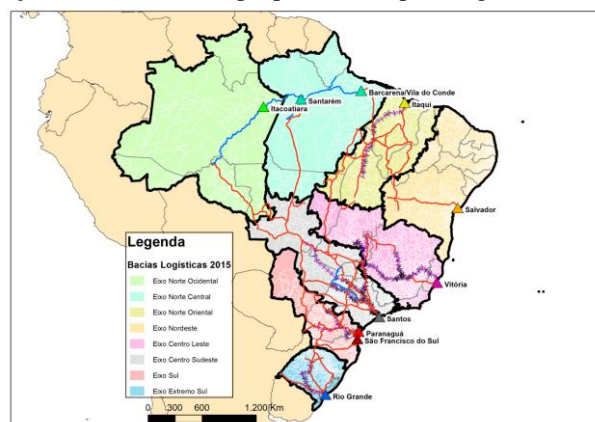 Barcarena/Vila do Conde
Santarém
Itaqui
Itacoatiara
Salvador
Legenda
Bacias Logísticas 2015
Eixo Norte Ocidental
Eixo Norte Central
Eixo Norte Oriental
Eixo Nordeste
Eixo Centro Leste
Eixo Centro Sudeste
Eixo Sul
Eixo Extremo Sul
Vitória
Santos
Paranaguá
São Francisco do Sul
Rio Grande
0 300 600 1.200 Km